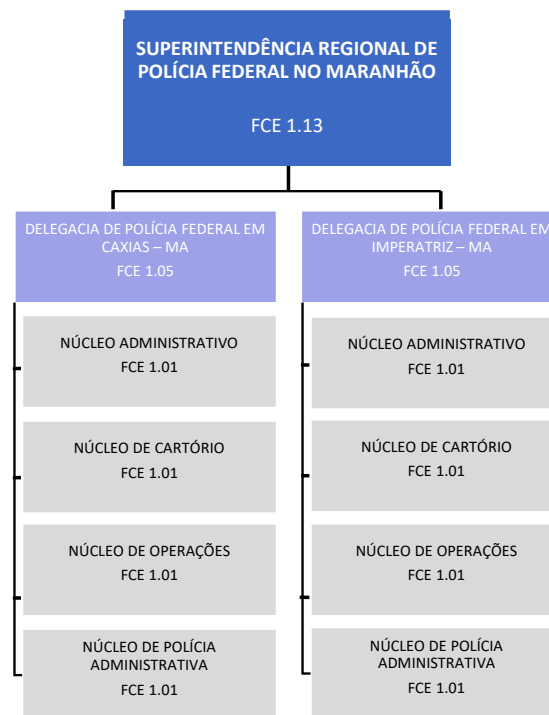 SUPERINTENDÊNCIA REGIONAL DE
POLÍCIA FEDERAL NO MARANHÃO
FCE 1.13
DELEGACIA DE POLÍCIA FEDERAL EM
CAXIAS – MA
FCE 1.05
NÚCLEO ADMINISTRATIVO
FCE 1.01
NÚCLEO DE CARTÓRIO
FCE 1.01
NÚCLEO DE OPERAÇÕES
FCE 1.01
NÚCLEO DE POLÍCIA
ADMINISTRATIVA
FCE 1.01
DELEGACIA DE POLÍCIA FEDERAL EM
IMPERATRIZ – MA
FCE 1.05
NÚCLEO ADMINISTRATIVO
FCE 1.01
NÚCLEO DE CARTÓRIO
FCE 1.01
NÚCLEO DE OPERAÇÕES
FCE 1.01
NÚCLEO DE POLÍCIA
ADMINISTRATIVA
FCE 1.01